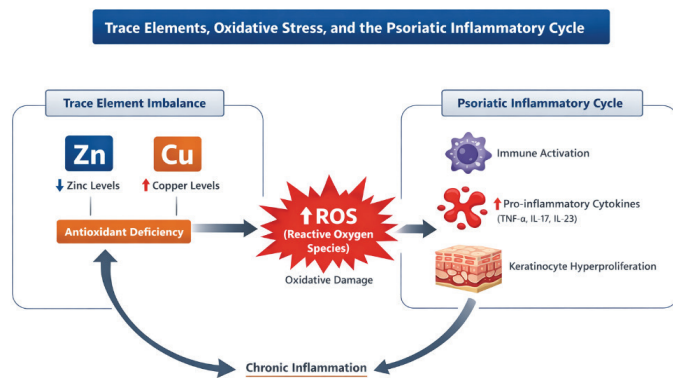 Trace Elements, Oxidative Stress, and the Psoriatic Inflammatory Cycle
Trace Element Imbalance
Zn
Cu
↓ Zinc Levels
↑ Copper Levels
Antioxidant Deficiency
↑ ROS
(Reactive Oxygen
Species)
Oxidative Damage
Psoriatic Inflammatory Cycle
Immune Activation
↑ Pro-inflammatory Cytokines
(TNF-α, IL-17, IL-23)
Keratinocyte Hyperproliferation
Chronic Inflammation